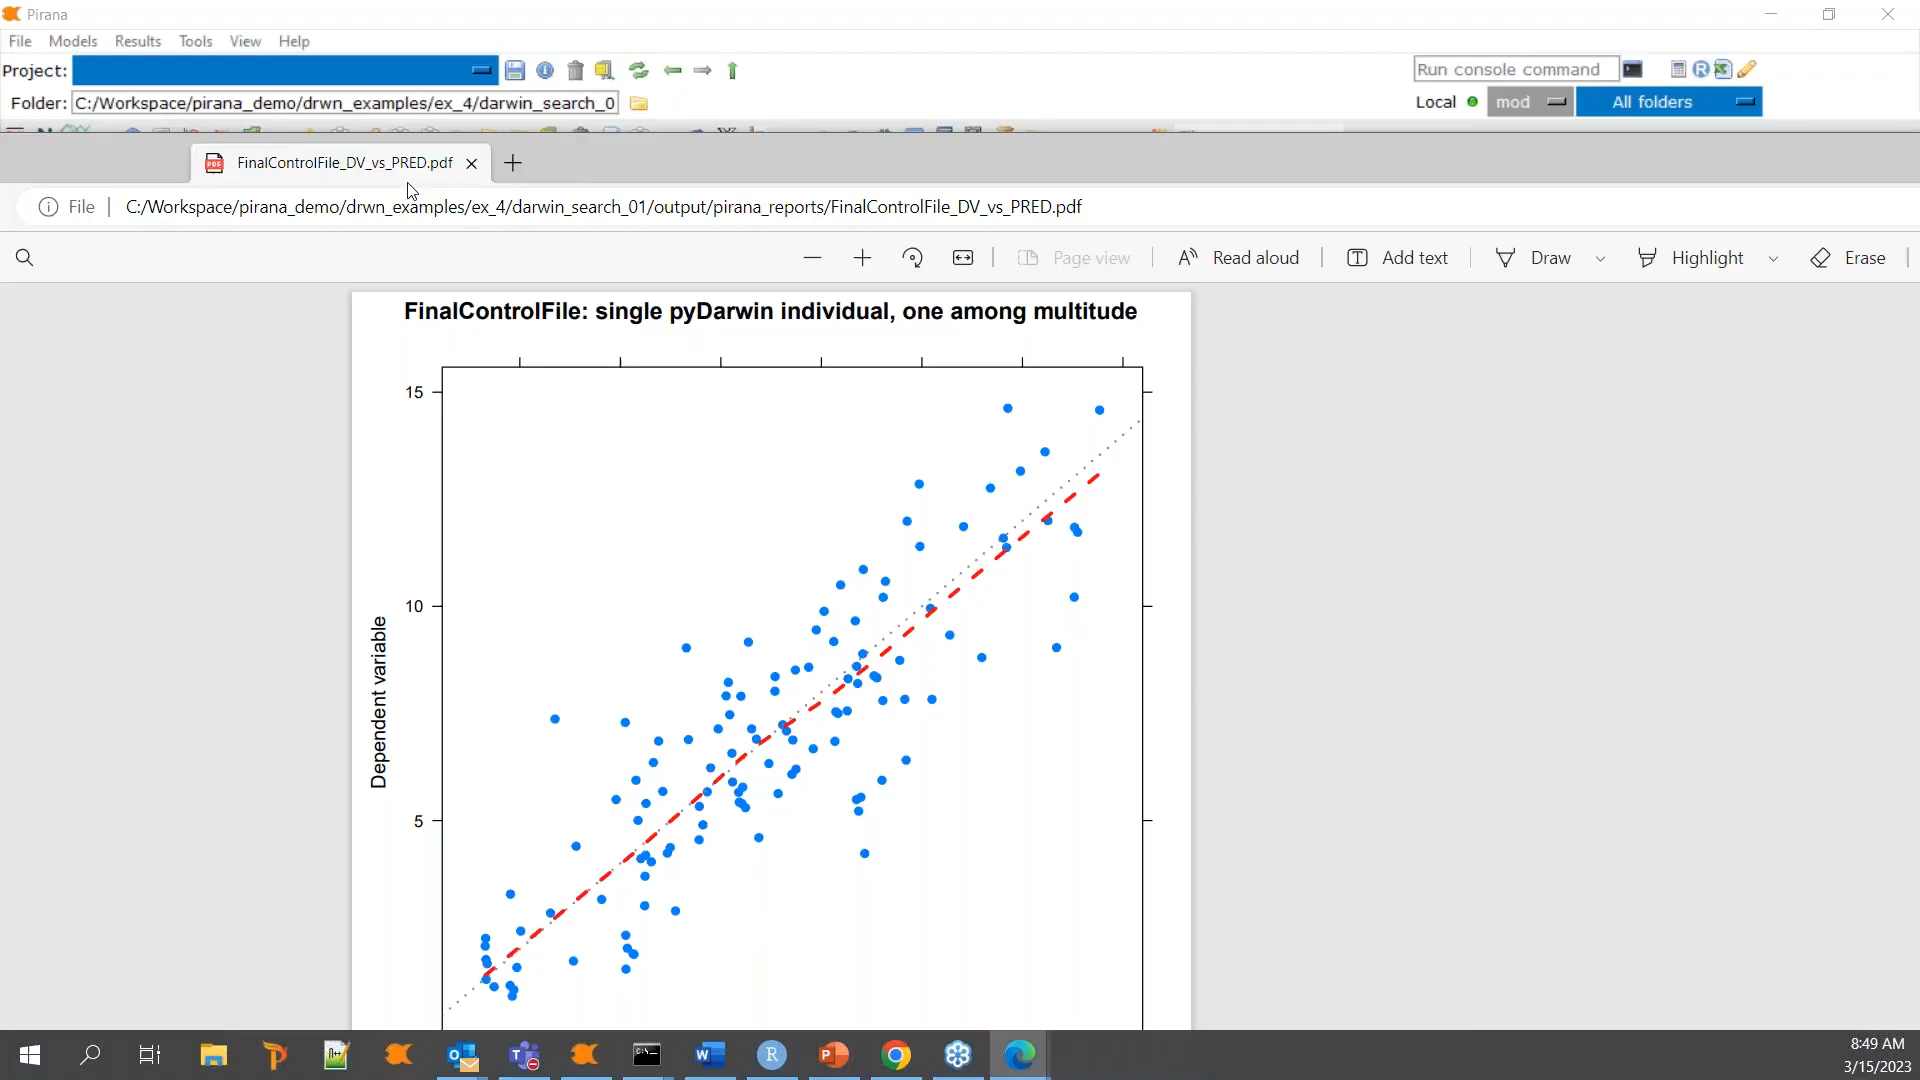 Pirana
File Models Results Tools View Help
Project:
Run console command
Folder: C:/Workspace/pirana_demo/drwn_examples/ex_4/darwin_search_0
Local mod All folders
FinalControlFile_DV_vs_PRED.pdf
File C:/Workspace/pirana_demo/drwn_examples/ex_4/darwin_search_01/output/pirana_reports/FinalControlFile_DV_vs_PRED.pdf
Page view Read aloud Add text Draw Highlight Erase
FinalControlFile: single pyDarwin individual, one among multitude
15
10
5
Dependent variable
8:49 AM
3/15/2023